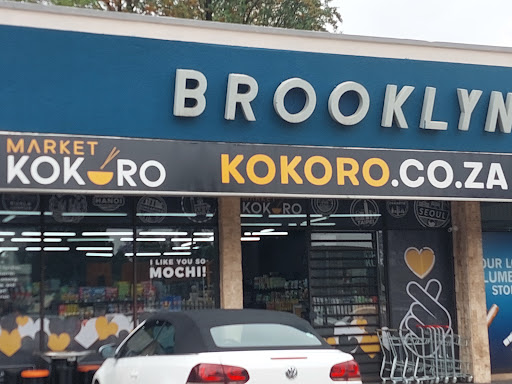 BROOKLYN
MARKET
KOKORO
KOKORO.CO.ZA
HANOI
KOKORO
SEOUL
I LIKE YOU SO
MOCHI!